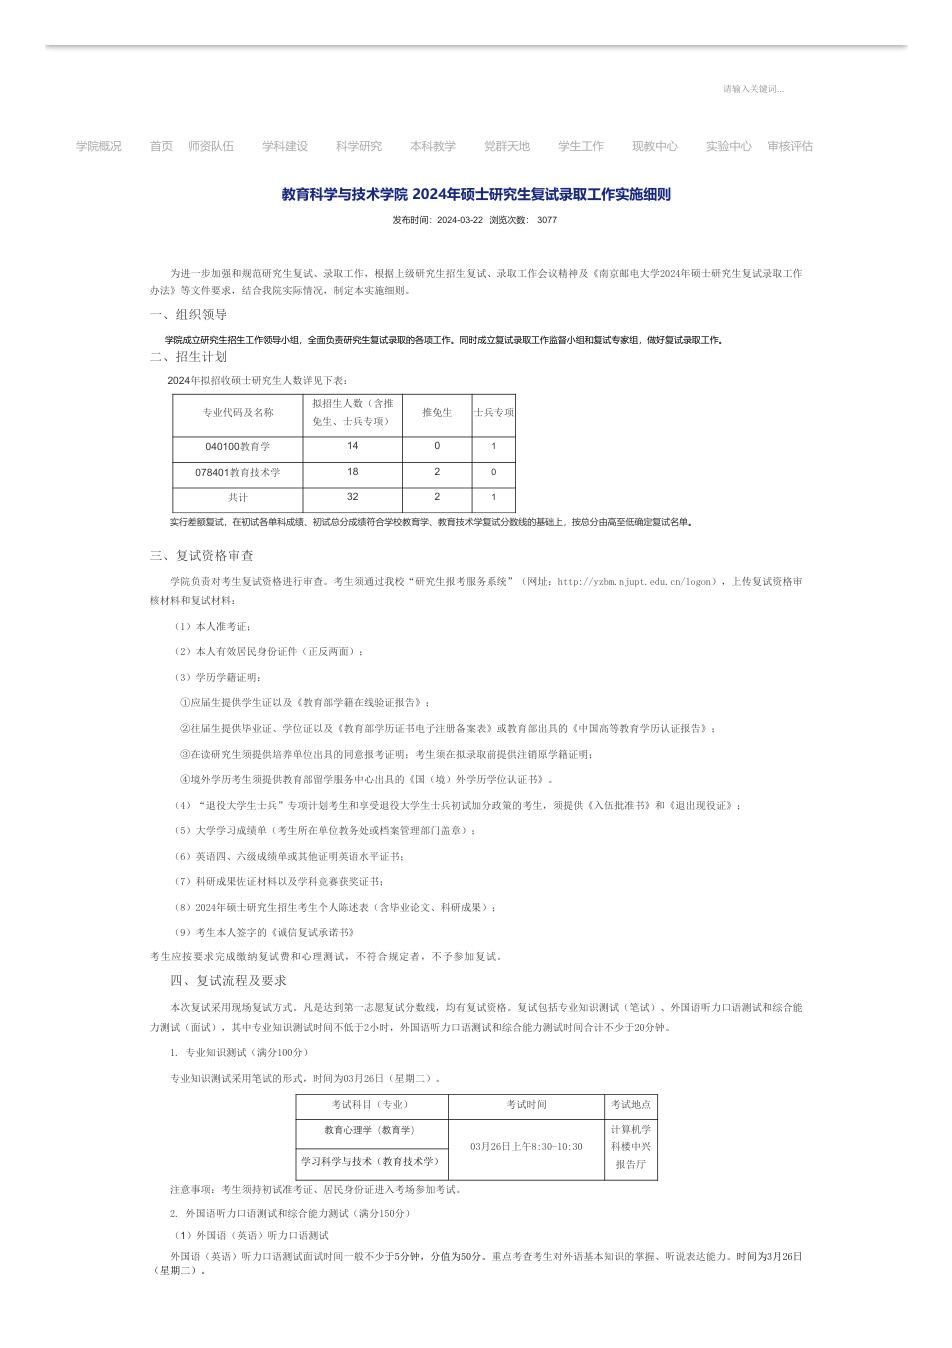 请输入关键词...
学院概况 首页 师资队伍 学科建设 科学研究 本科教学 党群天地 学生工作 现教中心 实验中心 审核评估
教育科学与技术学院 2024年硕士研究生复试录取工作实施细则
发布时间：2024-03-22 浏览次数： 3077
为进一步加强和规范研究生复试、录取工作，根据上级研究生招生复试、录取工作会议精神及《南京邮电大学2024年硕士研究生复试录取工作
办法》等文件要求，结合我院实际情况，制定本实施细则。
一、组织领导
学院成立研究生招生工作领导小组，全面负责研究生复试录取的各项工作。同时成立复试录取工作监督小组和复试专家组，做好复试录取工作。
二、招生计划
2024年拟招收硕士研究生人数详见下表：
专业代码及名称 拟招生人数（含推 推免生 士兵专项
免生、士兵专项）
040100教育学 14 0 1
078401教育技术学 18 2 0
共计 32 2 1
实行差额复试，在初试各单科成绩、初试总分成绩符合学校教育学、教育技术学复试分数线的基础上，按总分由高至低确定复试名单。
三、复试资格审查
学院负责对考生复试资格进行审查。考生须通过我校“研究生报考服务系统”（网址：http://yzbm.njupt.edu.cn/logon），上传复试资格审
核材料和复试材料：
（1）本人准考证；
（2）本人有效居民身份证件（正反两面）；
（3）学历学籍证明：
①应届生提供学生证以及《教育部学籍在线验证报告》；
②往届生提供毕业证、学位证以及《教育部学历证书电子注册备案表》或教育部出具的《中国高等教育学历认证报告》；
③在读研究生须提供培养单位出具的同意报考证明；考生须在拟录取前提供注销原学籍证明；
④境外学历考生须提供教育部留学服务中心出具的《国（境）外学历学位认证书》。
（4）“退役大学生士兵”专项计划考生和享受退役大学生士兵初试加分政策的考生，须提供《入伍批准书》和《退出现役证》；
（5）大学学习成绩单（考生所在单位教务处或档案管理部门盖章）；
（6）英语四、六级成绩单或其他证明英语水平证书；
（7）科研成果佐证材料以及学科竞赛获奖证书；
（8）2024年硕士研究生招生考生个人陈述表（含毕业论文、科研成果）；
（9）考生本人签字的《诚信复试承诺书》
考生应按要求完成缴纳复试费和心理测试，不符合规定者，不予参加复试。
四、复试流程及要求
本次复试采用现场复试方式。凡是达到第一志愿复试分数线，均有复试资格。复试包括专业知识测试（笔试）、外国语听力口语测试和综合能
力测试（面试），其中专业知识测试时间不低于2小时，外国语听力口语测试和综合能力测试时间合计不少于20分钟。
1. 专业知识测试（满分100分）
专业知识测试采用笔试的形式，时间为03月26日（星期二）。
考试科目（专业） 考试时间 考试地点
教育心理学（教育学） 03月26日上午8:30-10:30 计算机学
科楼中兴
报告厅
学习科学与技术（教育技术学）
注意事项：考生须持初试准考证、居民身份证进入考场参加考试。
2. 外国语听力口语测试和综合能力测试（满分150分）
（1）外国语（英语）听力口语测试
外国语（英语）听力口语测试面试时间一般不少于5分钟，分值为50分。重点考查考生对外语基本知识的掌握、听说表达能力。时间为3月26日
（星期二）。